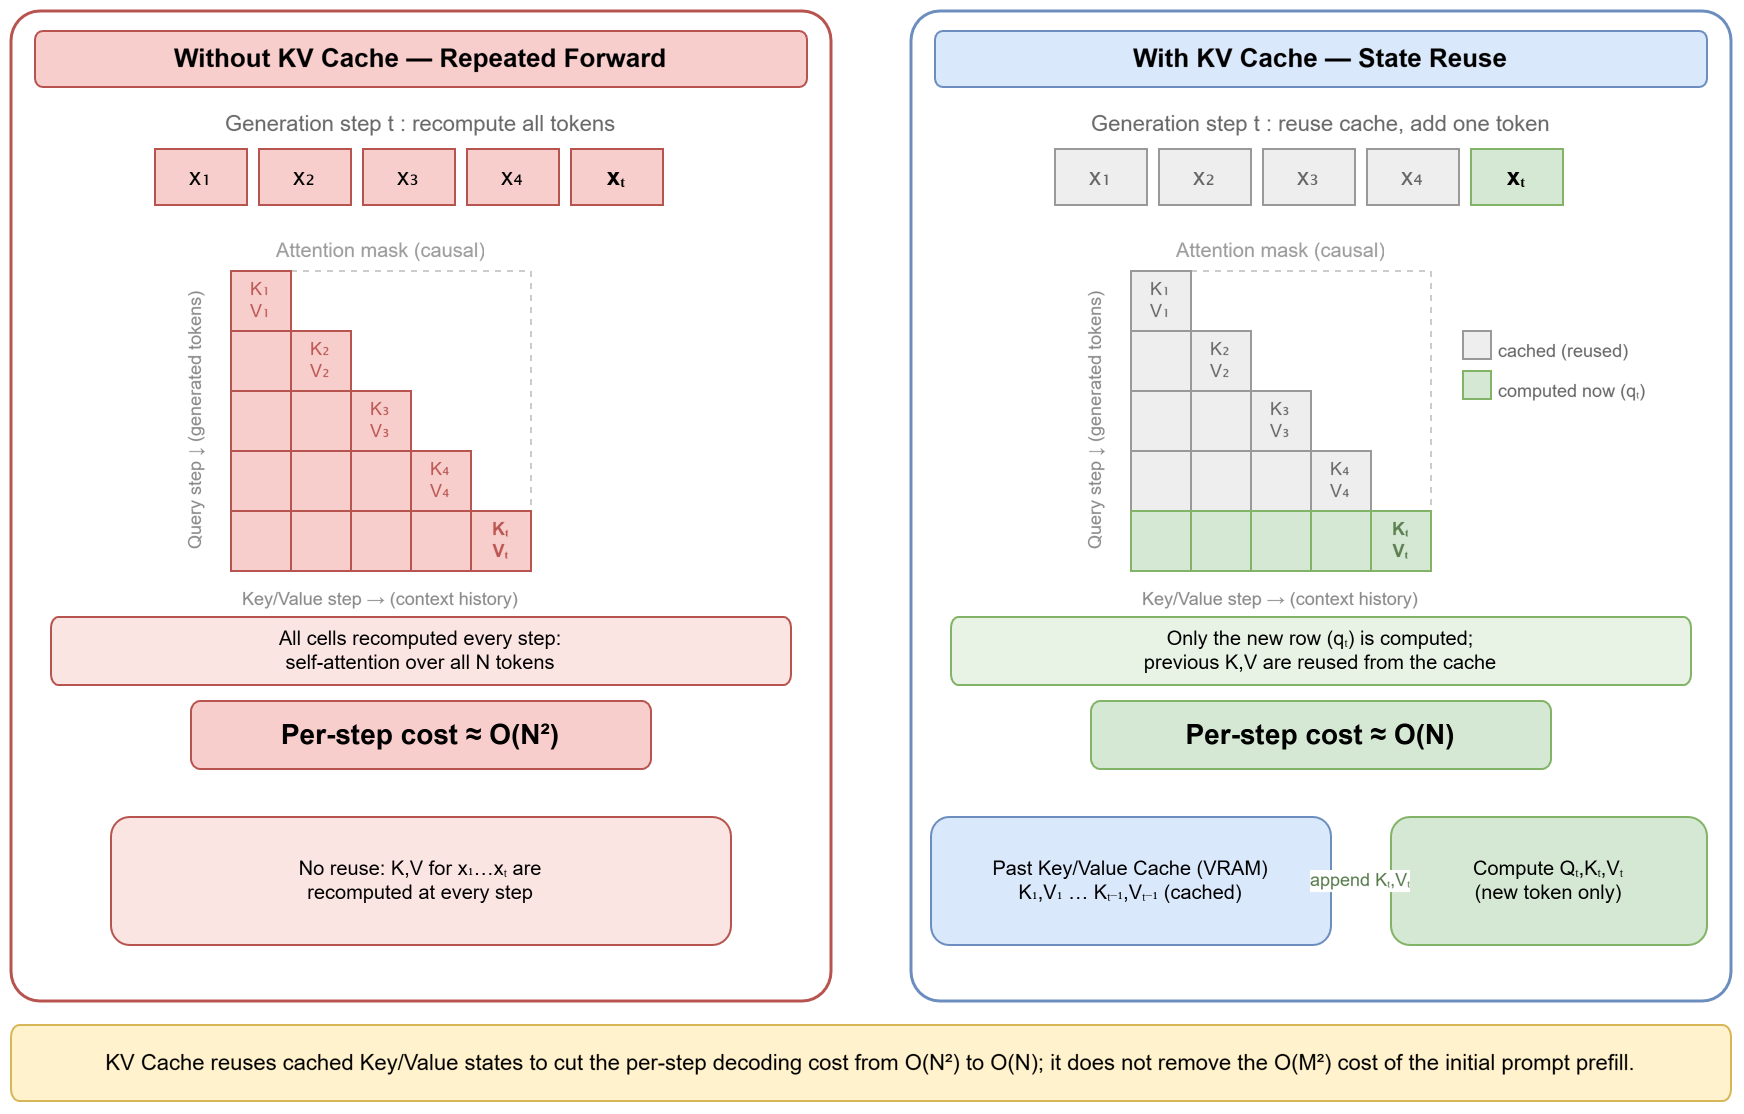 Without KV Cache — Repeated Forward
Generation step t : recompute all tokens
x₁ x₂ x₃ x₄ xₜ
Attention mask (causal)
Query step ↓ (generated tokens)
K₁
V₁
K₂
V₂
K₃
V₃
K₄
V₄
Kₜ
Vₜ
Key/Value step → (context history)
All cells recomputed every step:
self-attention over all N tokens
Per-step cost ≈ O(N²)
No reuse: K,V for x₁…xₜ are
recomputed at every step
With KV Cache — State Reuse
Generation step t : reuse cache, add one token
x₁ x₂ x₃ x₄ xₜ
Attention mask (causal)
Query step ↓ (generated tokens)
K₁
V₁
K₂
V₂
K₃
V₃
K₄
V₄
Kₜ
Vₜ
cached (reused)
computed now (qₜ)
Key/Value step → (context history)
Only the new row (qₜ) is computed;
previous K,V are reused from the cache
Per-step cost ≈ O(N)
Past Key/Value Cache (VRAM)
K₁,V₁ … Kₜ₋₁,Vₜ₋₁ (cached)
append Kₜ,Vₜ
Compute Qₜ,Kₜ,Vₜ
(new token only)
KV Cache reuses cached Key/Value states to cut the per-step decoding cost from O(N²) to O(N); it does not remove the O(M²) cost of the initial prompt prefill.